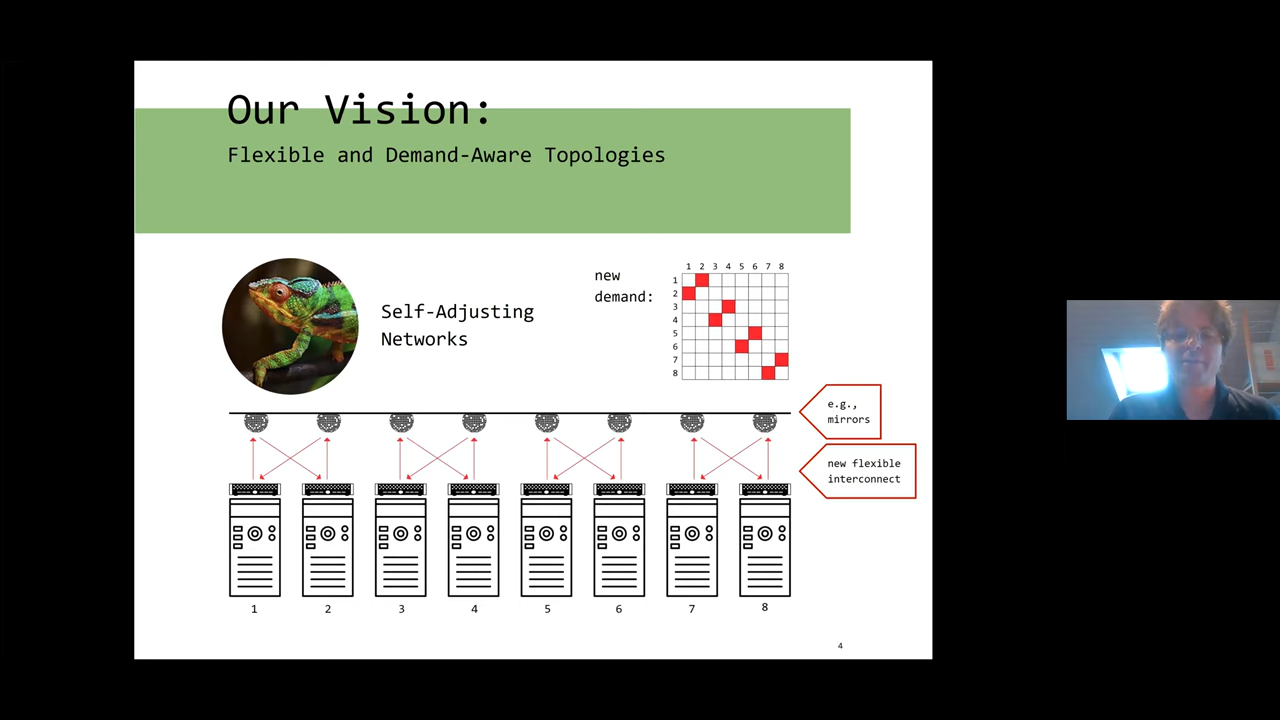 Our Vision:
Flexible and Demand-Aware Topologies
Self-Adjusting
Networks
new
demand:
1 2 3 4 5 6 7 8
1
2
3
4
5
6
7
8
e.g.,
mirrors
new flexible
interconnect
1 2 3 4 5 6 7 8
4